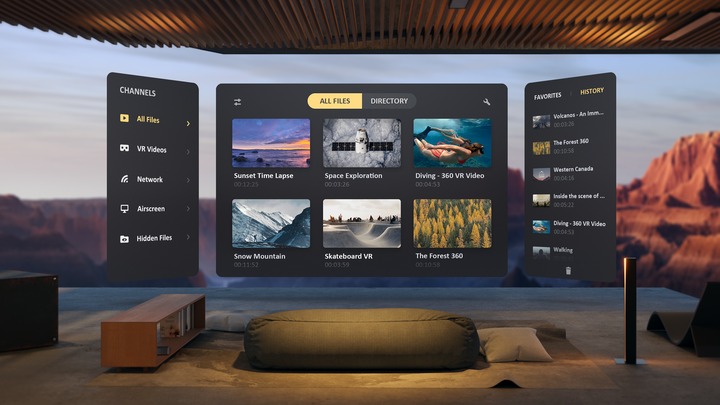 CHANNELS
All Files
VR Videos
Network
Airscreen
Hidden Files
ALL FILES
DIRECTORY
Sunset Time Lapse
00:12:25
Space Exploration
00:03:26
Diving - 360 VR Video
00:04:53
Snow Mountain
00:11:52
Skateboard VR
00:03:59
The Forest 360
00:10:58
FAVORITES
HISTORY
Volcanos - An Imm...
00:03:26
The Forest 360
00:10:58
Western Canada
Inside the scene of ...
00:05:22
Diving - 360 VR Video
00:04:53
Walking